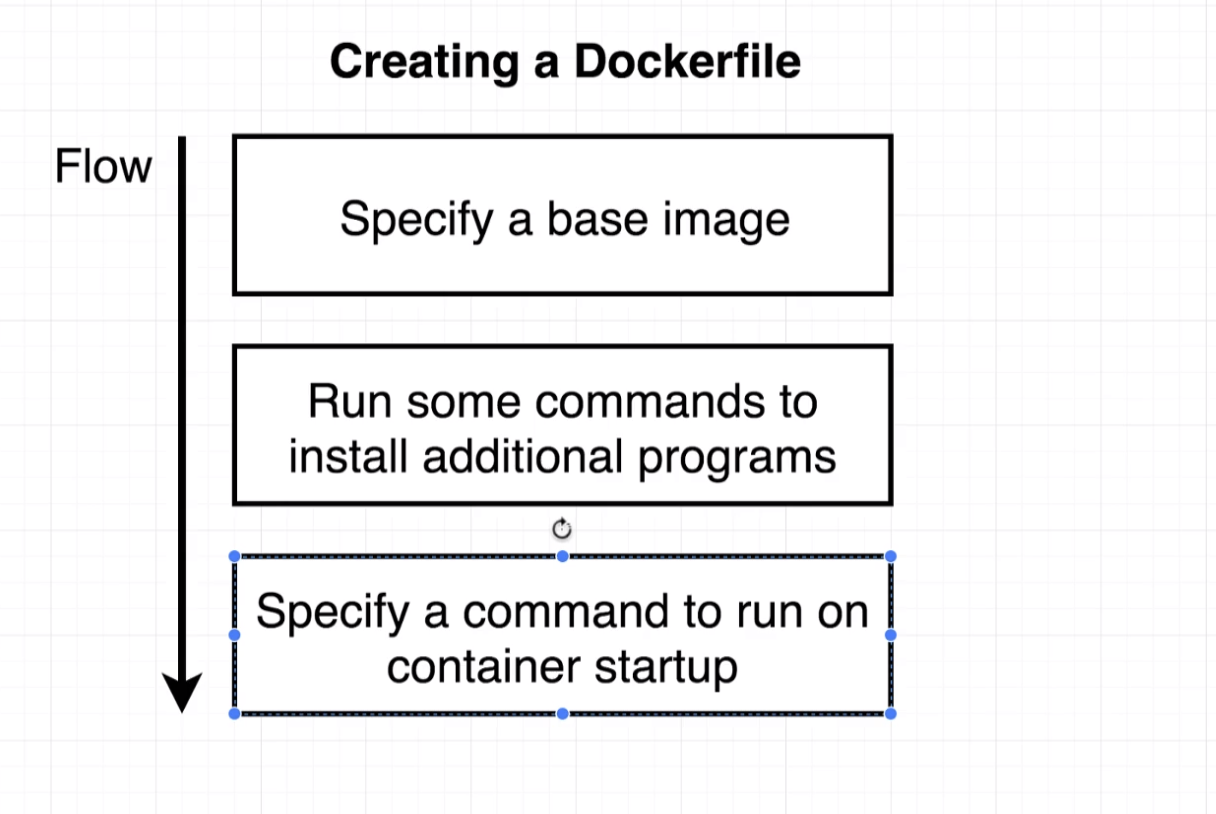 Creating a Dockerfile
Flow
Specify a base image
Run some commands to
install additional programs
Specify a command to run on
container startup